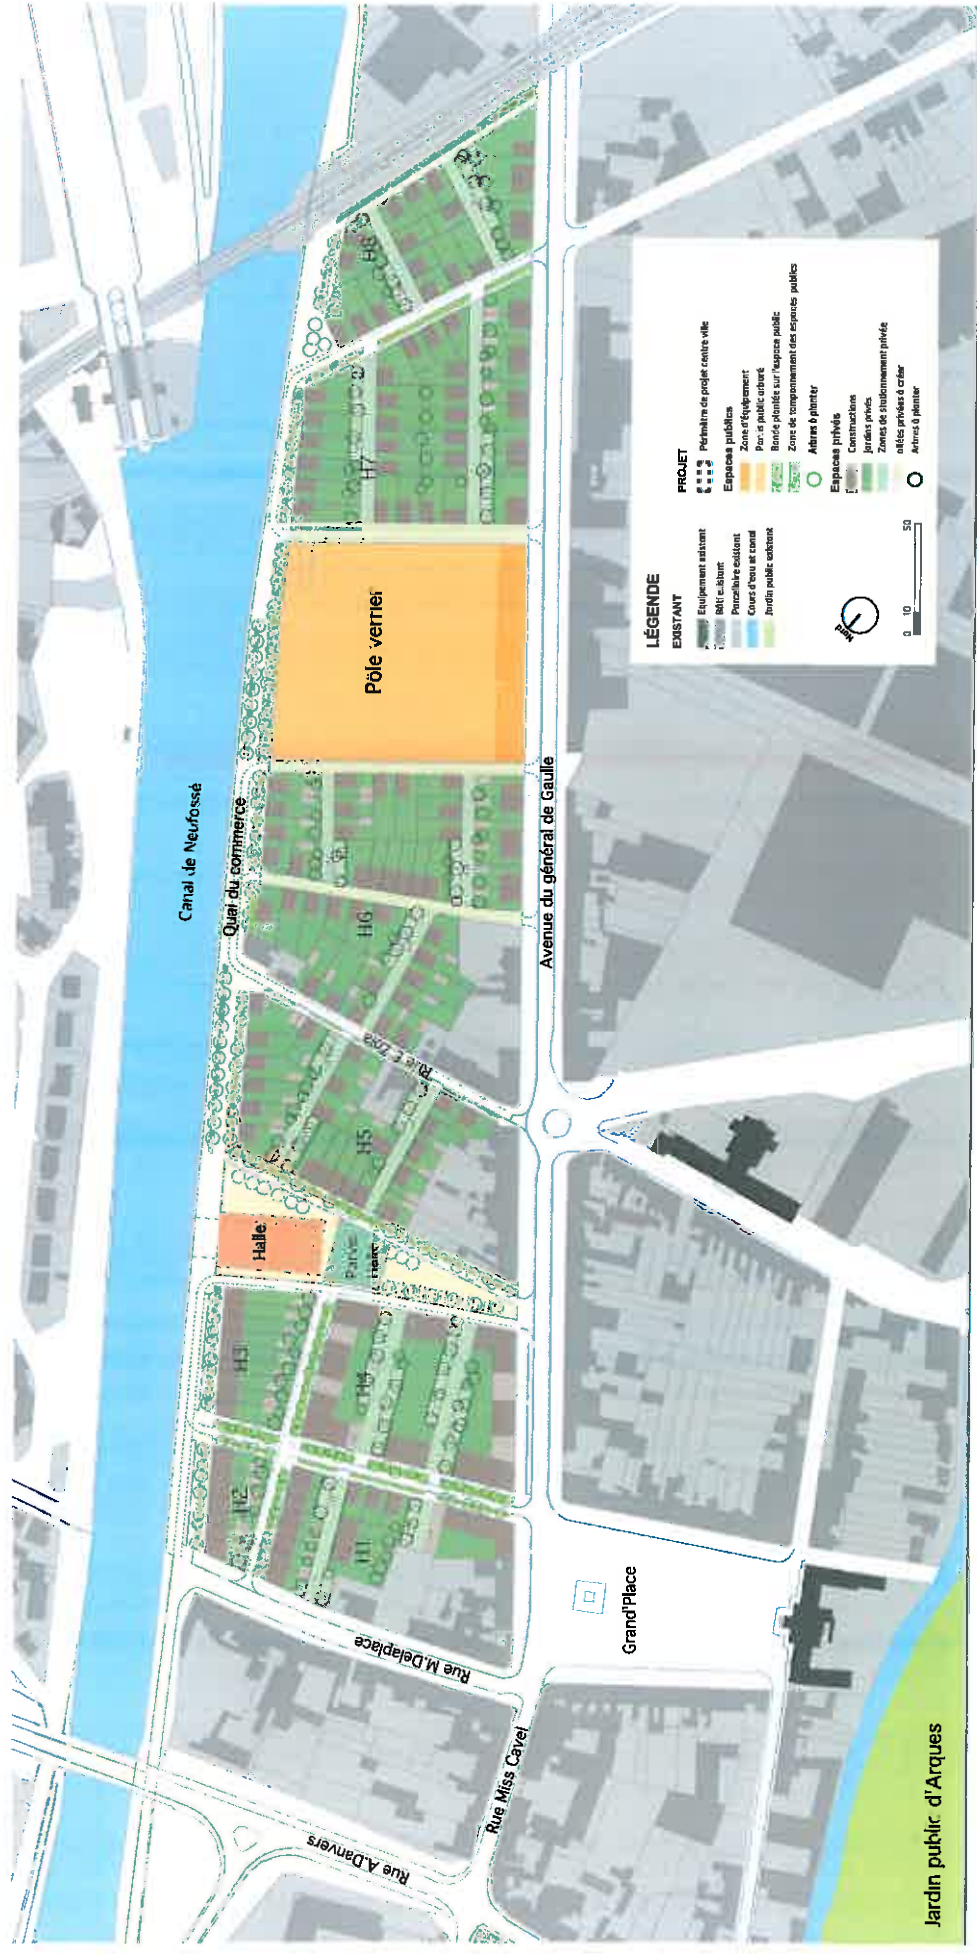 Canal de Neufossé
Quai du commerce
Pôle verrier
Halle
H1
H2
H3
H4
H5
H6
H7
H8
Rue E. Zola
Avenue du général de Gaulle
Rue M.Delaplace
Rue Miss Cavel
Rue A.Danvers
Grand'Place
Jardin public d'Arques
LÉGENDE
EXISTANT
Equipement existant
Bâti existant
Parcellaire existant
Cours d'eau et canal
Jardin public existant
PROJET
Périmètre de projet centre ville
Espaces publics
Zone d'équipement
Parvis public arboré
Bande plantée sur l'espace public
Zone de tamponnement des espaces publics
Arbres à planter
Espaces privés
Constructions
Jardins privés
Zones de stationnement privée
allées privées à créer
Arbres à planter
Nord
0 10 50